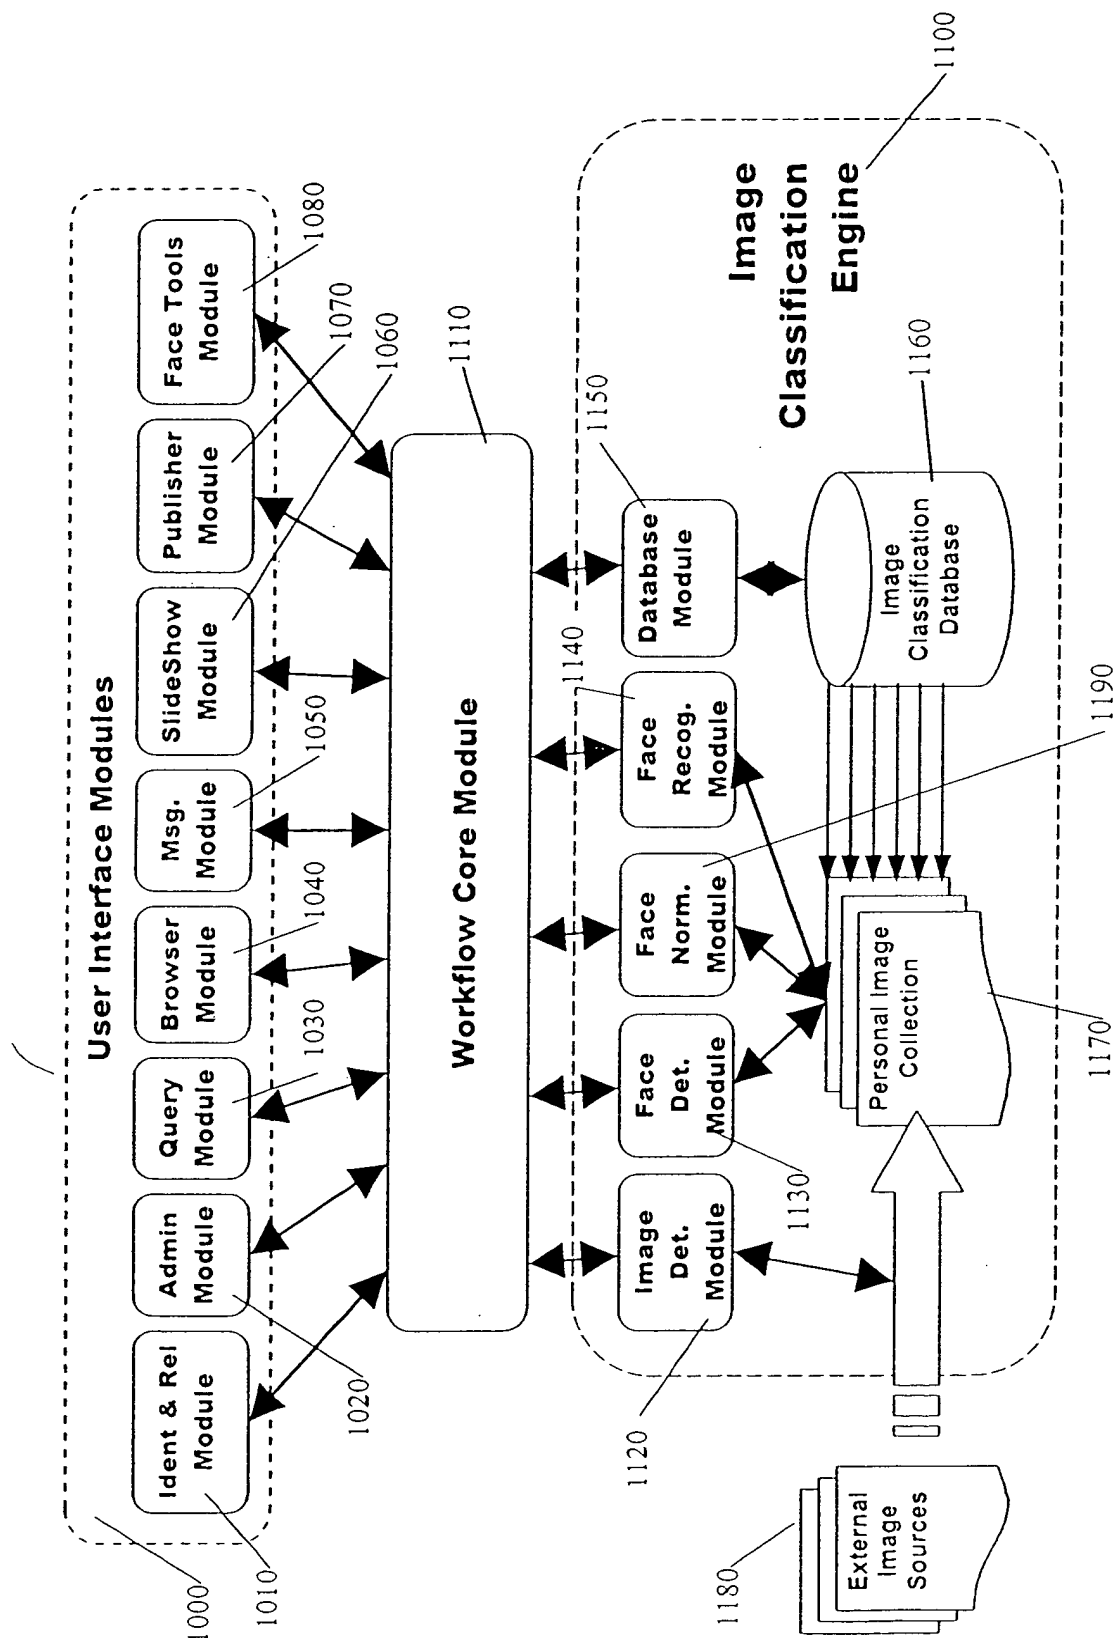 User Interface Modules
Ident & Rel
Module
Admin
Module
Query
Module
Browser
Module
Msg.
Module
SlideShow
Module
Publisher
Module
Face Tools
Module
1000
1010
1020
1030
1040
1050
1060
1070
1080
Workflow Core Module
1110
Image
Det.
Module
Face
Det.
Module
Face
Norm.
Module
Face
Recog.
Module
Database
Module
1120
1130
1140
1150
Image
Classification
Engine
1100
External
Image
Sources
1180
Personal Image
Collection
1170
Image
Classification
Database
1160
1190